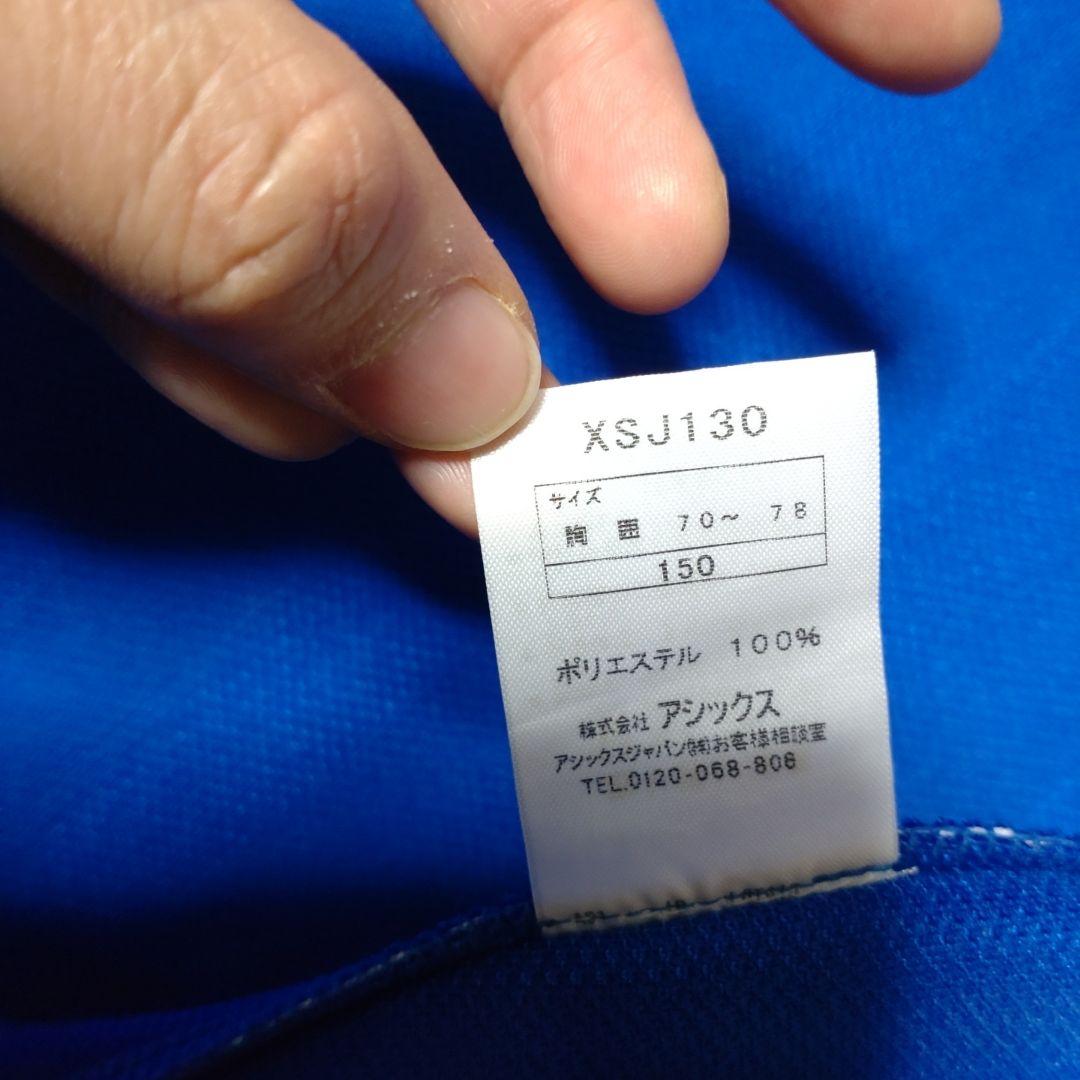 XSJ130
サイズ
胸囲 70~ 78
150
ポリエステル 100%
株式会社 アシックス
アシックスジャパン(株)お客様相談室
TEL.0120-068-806